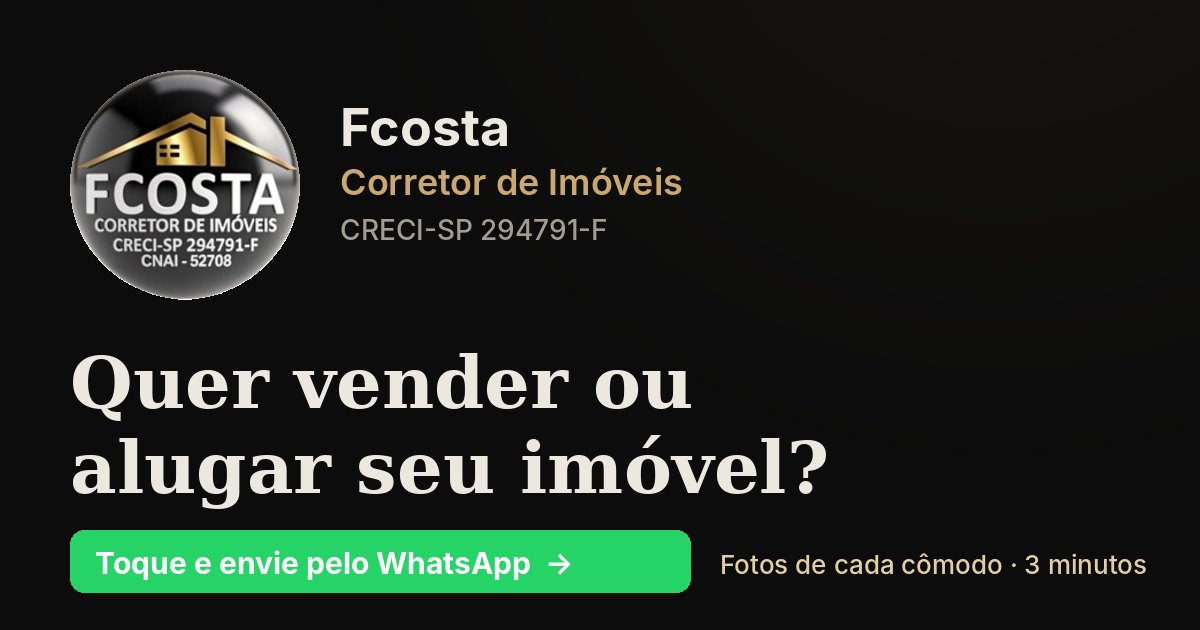 FCOSTA
CORRETOR DE IMÓVEIS
CRECI-SP 294791-F
CNAI - 52708
Fcosta
Corretor de Imóveis
CRECI-SP 294791-F
Quer vender ou
alugar seu imóvel?
Toque e envie pelo WhatsApp →
Fotos de cada cômodo · 3 minutos